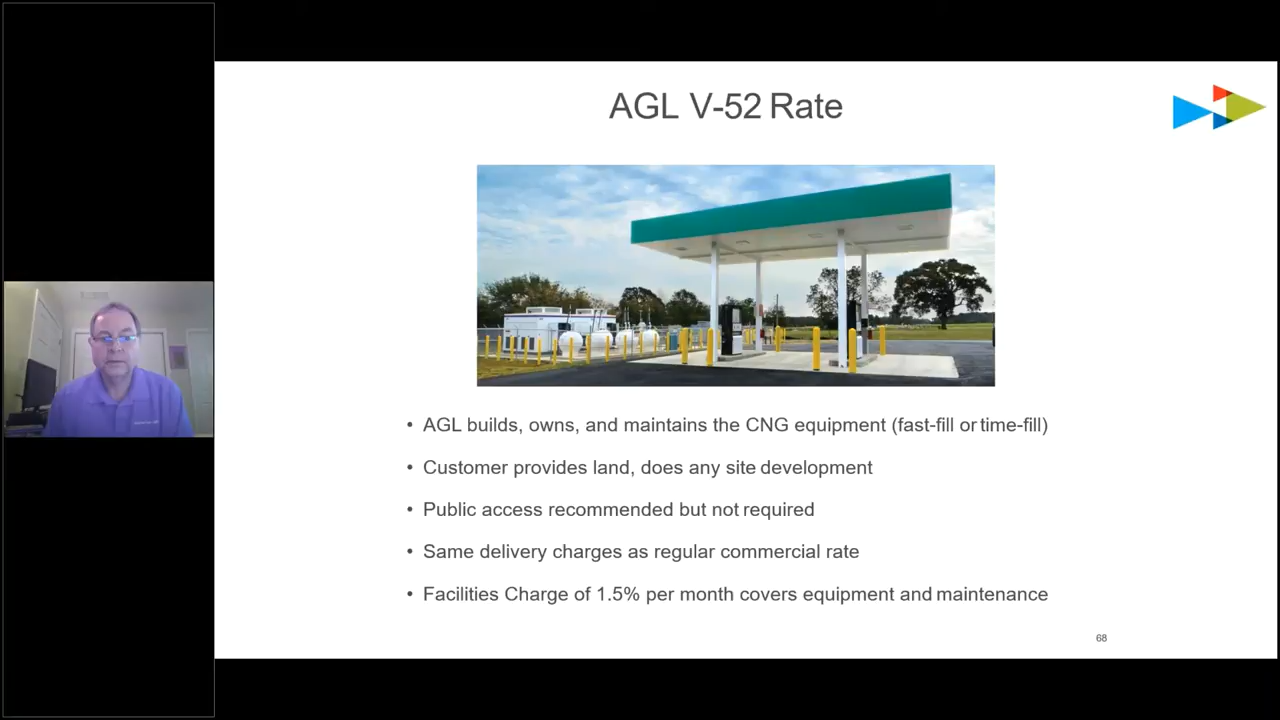 AGL V-52 Rate
• AGL builds, owns, and maintains the CNG equipment (fast-fill or time-fill)
• Customer provides land, does any site development
• Public access recommended but not required
• Same delivery charges as regular commercial rate
• Facilities Charge of 1.5% per month covers equipment and maintenance
68